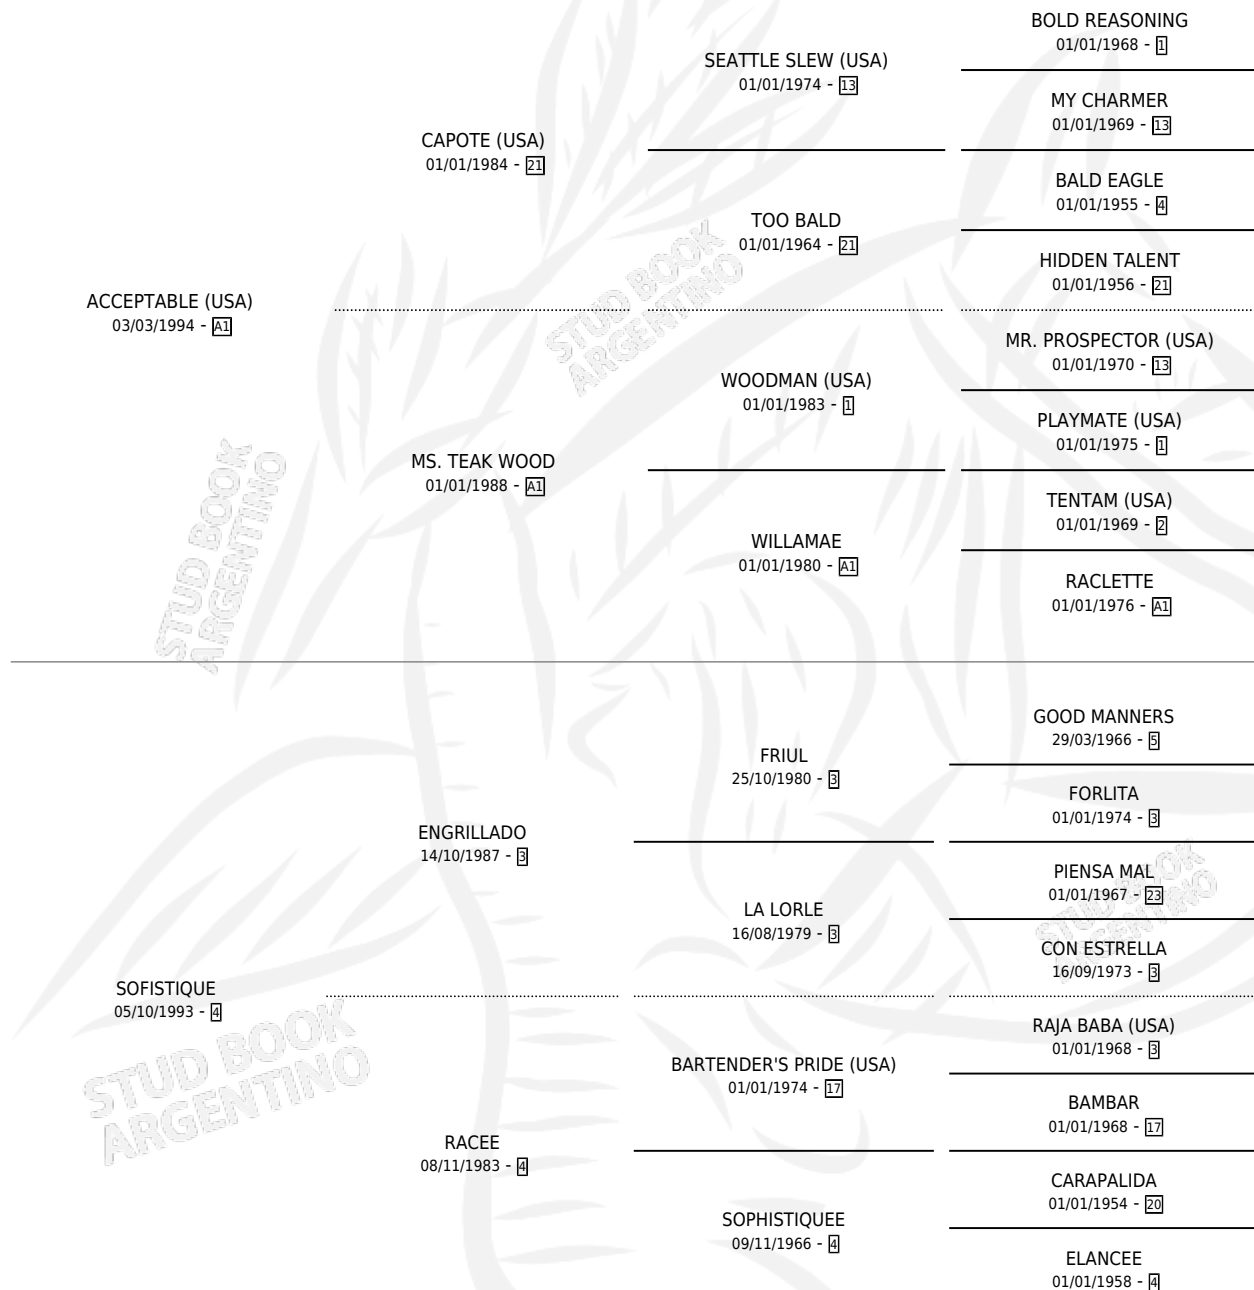 ACCEPTABLE (USA)
03/03/1994 - A1
CAPOTE (USA)
01/01/1984 - 21
SEATTLE SLEW (USA)
01/01/1974 - 13
BOLD REASONING
01/01/1968 - 1
MY CHARMER
01/01/1969 - 13
TOO BALD
01/01/1964 - 21
BALD EAGLE
01/01/1955 - 4
HIDDEN TALENT
01/01/1956 - 21
MS. TEAK WOOD
01/01/1988 - A1
WOODMAN (USA)
01/01/1983 - 1
MR. PROSPECTOR (USA)
01/01/1970 - 13
PLAYMATE (USA)
01/01/1975 - 1
WILLAMAE
01/01/1980 - A1
TENTAM (USA)
01/01/1969 - 2
RACLETTE
01/01/1976 - A1
SOFISTIQUE
05/10/1993 - 4
ENGRILLADO
14/10/1987 - 3
FRIUL
25/10/1980 - 3
GOOD MANNERS
29/03/1966 - 5
FORLITA
01/01/1974 - 3
LA LORLE
16/08/1979 - 3
PIENSA MAL
01/01/1967 - 23
CON ESTRELLA
16/09/1973 - 3
RACEE
08/11/1983 - 4
BARTENDER'S PRIDE (USA)
01/01/1974 - 17
RAJA BABA (USA)
01/01/1968 - 3
BAMBAR
01/01/1968 - 17
SOPHISTIQUEE
09/11/1966 - 4
CARAPALIDA
01/01/1954 - 20
ELANCEE
01/01/1958 - 4
STUD BOOK
ARGENTINO
STUD BOOK
ARGENTINO
STUD BOOK
ARGENTINO
STUD BOOK
ARGENTINO